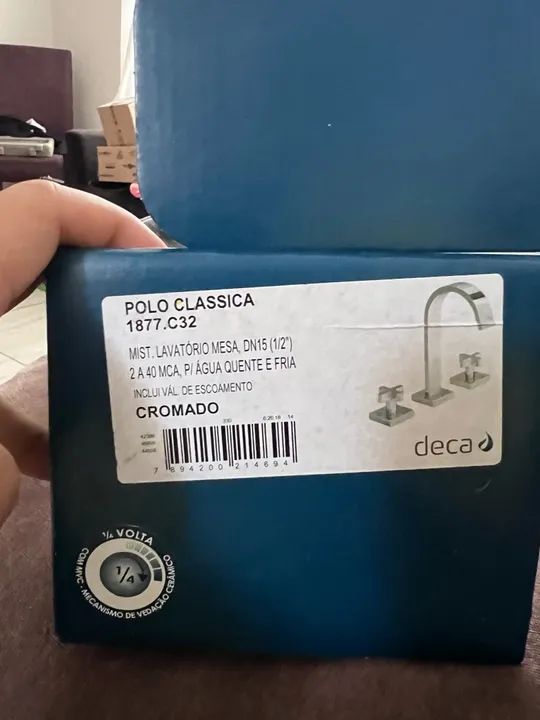 POLO CLASSICA
1877.C32
MIST. LAVATÓRIO MESA, DN15 (1/2")
2 A 40 MCA, P/ ÁGUA QUENTE E FRIA
INCLUI VÁL. DE ESCOAMENTO
CROMADO
7 894200 214694
deca
¼ VOLTA
1/4
COM MVC - MECANISMO DE VEDAÇÃO CERÂMICO